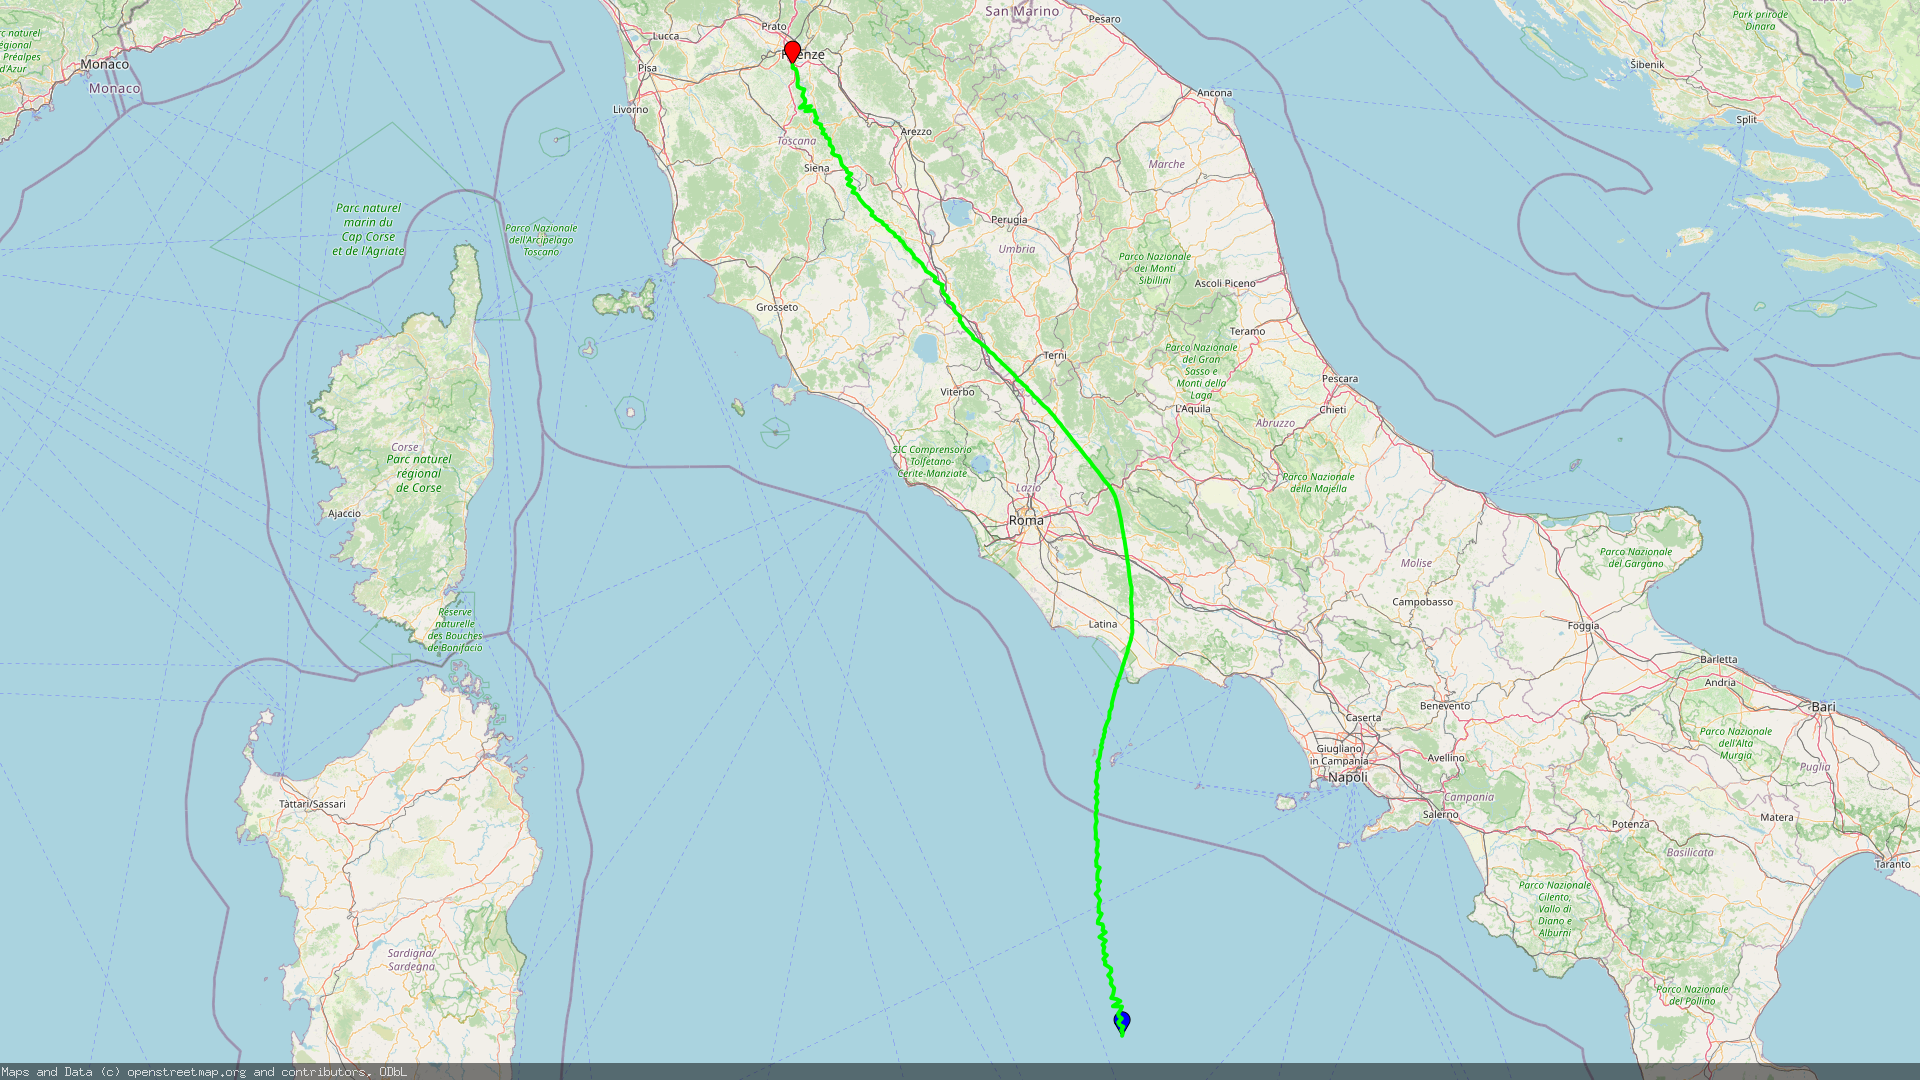 San Marino
Pesaro
Park prirode
Dinara
Prato
Lucca
Monaco
Monaco
Pisa
Šibenik
Ancona
Livorno
Split
Arezzo
Toscana
Siena
Marche
Parc naturel
marin du
Cap Corse
et de l'Agriate
Parco Nazionale
dell'Arcipelago
Toscano
Perugia
Umbria
Parco Nazionale
dei Monti
Sibillini
Ascoli Piceno
Grosseto
Teramo
Parco Nazionale
del Gran
Sasso e
Monti della
Laga
Terni
Pescara
Viterbo
L'Aquila
Chieti
Abruzzo
Corse
Parc naturel
régional
de Corse
SIC Comprensorio
Tolfetano-
Cerite-Manziate
Parco Nazionale
della Majella
Lazio
Ajaccio
Roma
Parco Nazionale
del Gargano
Molise
Campobasso
Réserve
naturelle
des Bouches
de Bonifacio
Latina
Foggia
Barletta
Andria
Benevento
Bari
Caserta
Parco Nazionale
dell'Alta
Murgia
Giugliano
in Campania
Avellino
Puglia
Napoli
Campania
Tàttari/Sassari
Salerno
Potenza
Matera
Basilicata
Taranto
Parco Nazionale
Cilento,
Vallo di
Diano e
Alburni
Sardigna/
Sardegna
Parco Nazionale
del Pollino
Maps and Data (c) openstreetmap.org and contributors, ODbL